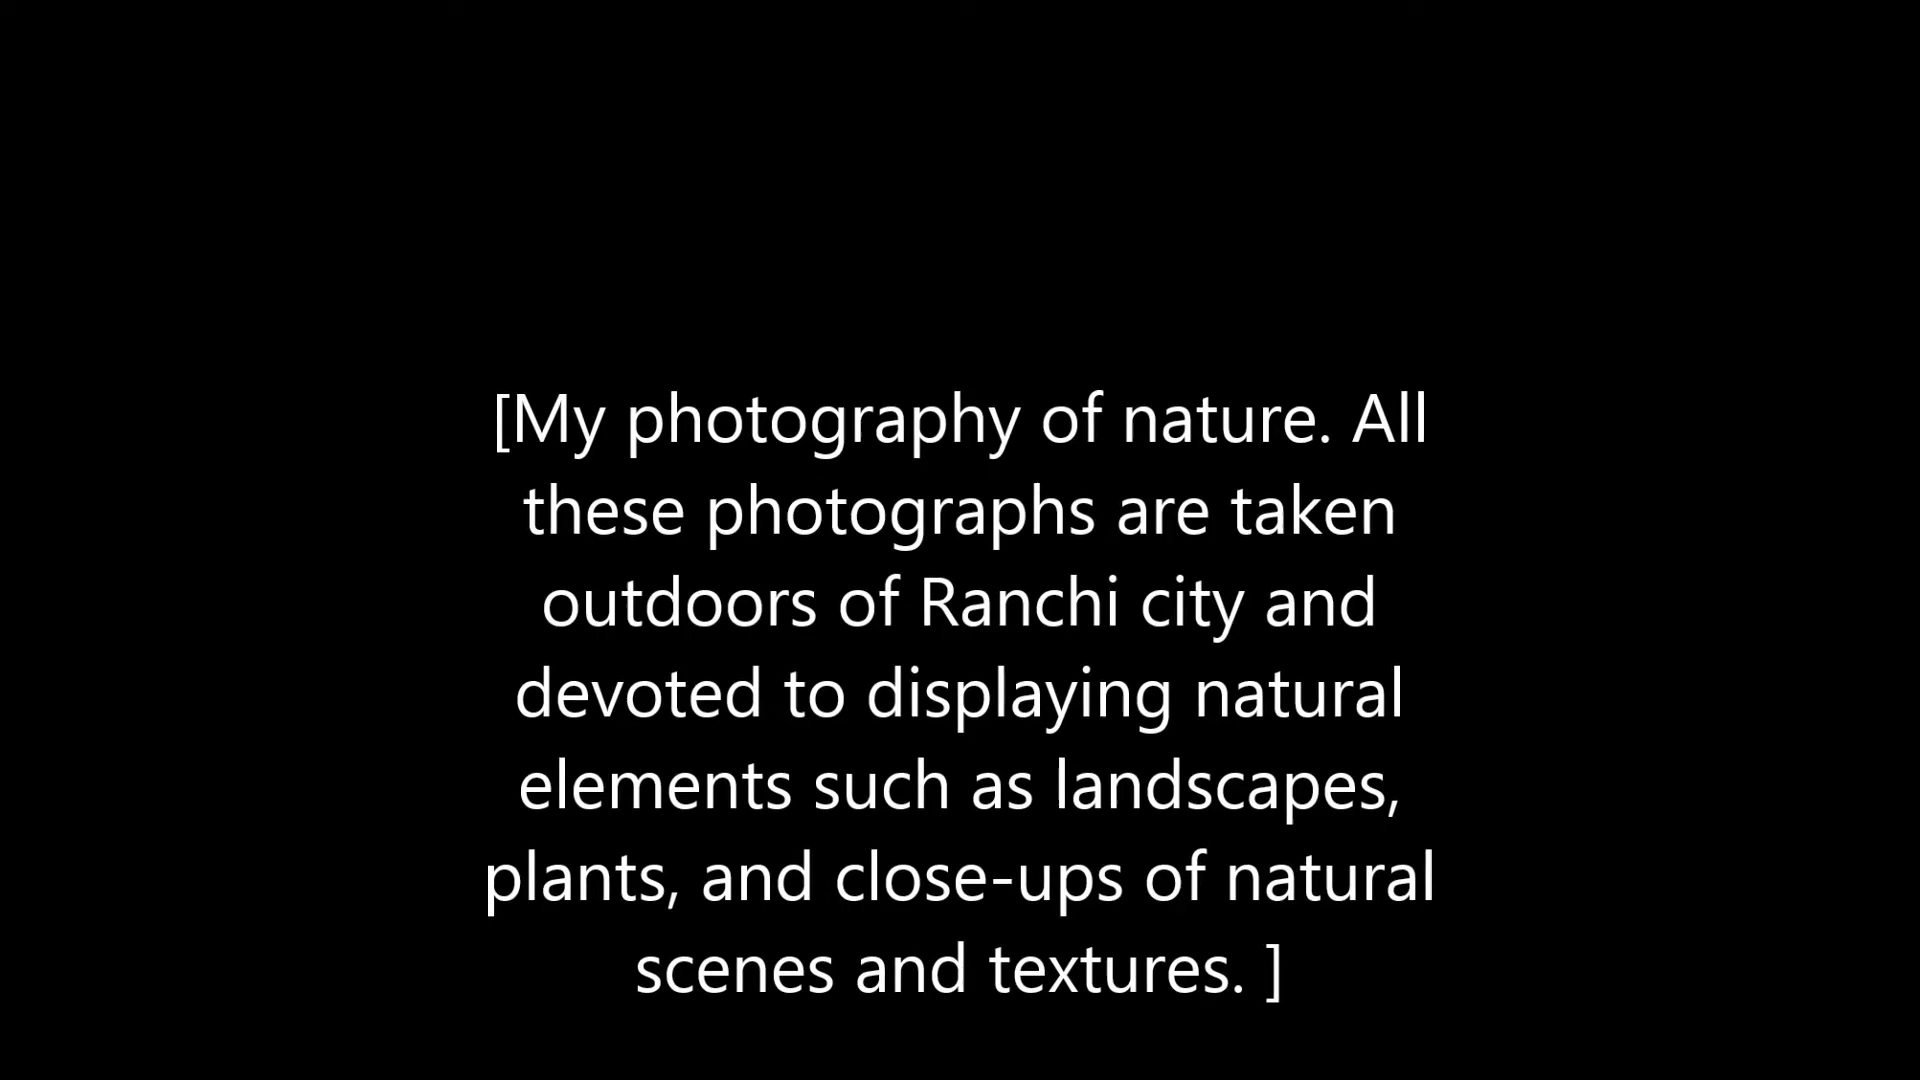 [My photography of nature. All
these photographs are taken
outdoors of Ranchi city and
devoted to displaying natural
elements such as landscapes,
plants, and close-ups of natural
scenes and textures. ]